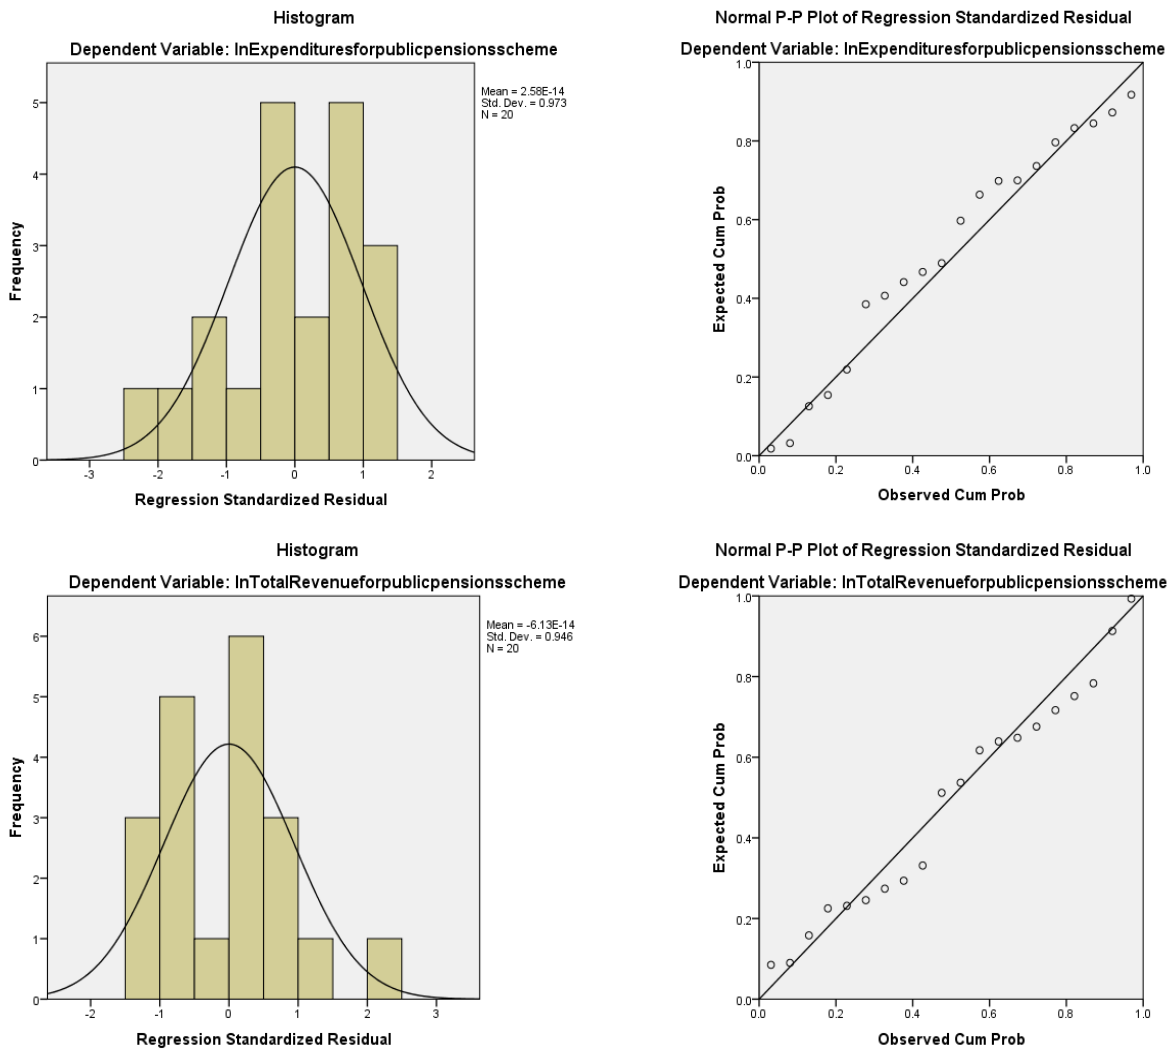 Histogram
Dependent Variable: lnExpendituresforpublicpensionsscheme
Mean = 2.58E-14
Std. Dev. = 0.973
N = 20
5
4
3
2
1
0
Frequency
-3
-2
-1
0
1
2
Regression Standardized Residual
Normal P-P Plot of Regression Standardized Residual
Dependent Variable: lnExpendituresforpublicpensionsscheme
1.0
0.8
0.6
0.4
0.2
0.0
Expected Cum Prob
0.0
0.2
0.4
0.6
0.8
1.0
Observed Cum Prob
Histogram
Dependent Variable: lnTotalRevenueforpublicpensionsscheme
Mean = -6.13E-14
Std. Dev. = 0.946
N = 20
6
5
4
3
2
1
0
Frequency
-2
-1
0
1
2
3
Regression Standardized Residual
Normal P-P Plot of Regression Standardized Residual
Dependent Variable: lnTotalRevenueforpublicpensionsscheme
1.0
0.8
0.6
0.4
0.2
0.0
Expected Cum Prob
0.0
0.2
0.4
0.6
0.8
1.0
Observed Cum Prob